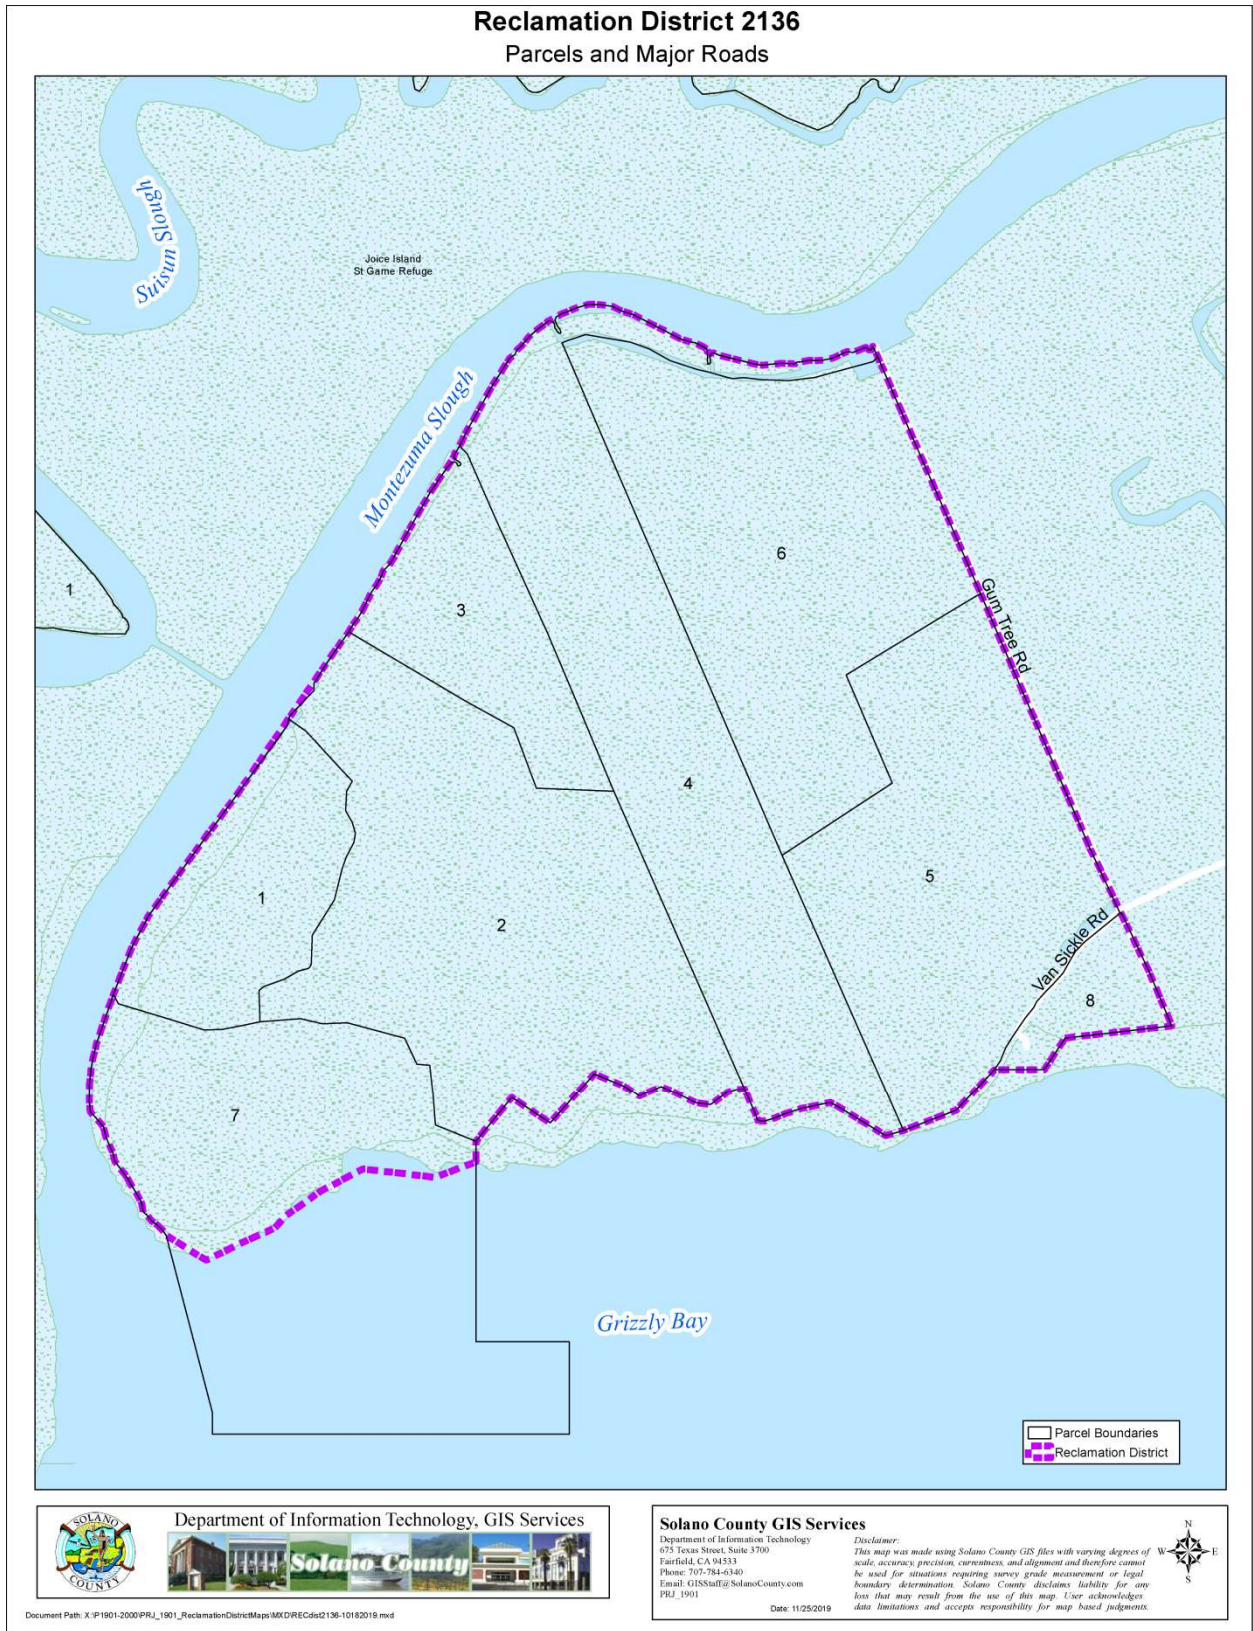 Reclamation District 2136
Parcels and Major Roads
Suisun Slough
Joice Island
St Game Refuge
Montezuma Slough
6
1
3
Gum Tree Rd
4
5
1
2
Van Sickle Rd
8
7
Grizzly Bay
Parcel Boundaries
Reclamation District
SOLANO
COUNTY
Department of Information Technology, GIS Services
Solano County
Solano County GIS Services
Department of Information Technology
675 Texas Street, Suite 3700
Fairfield, CA 94533
Phone: 707-784-6340
Email: GISStaff@SolanoCounty.com
PRJ_1901
Date: 11/25/2019
Disclaimer:
This map was made using Solano County GIS files with varying degrees of
scale, accuracy, precision, currentness, and alignment and therefore cannot
be used for situations requiring survey grade measurement or legal
boundary determination. Solano County disclaims liability for any
loss that may result from the use of this map. User acknowledges
data limitations and accepts responsibility for map based judgments.
N
W E
S
Document Path: X:\P1901-2000\PRJ_1901_ReclamationDistrictMaps\MXD\RECdist2136-10182019.mxd